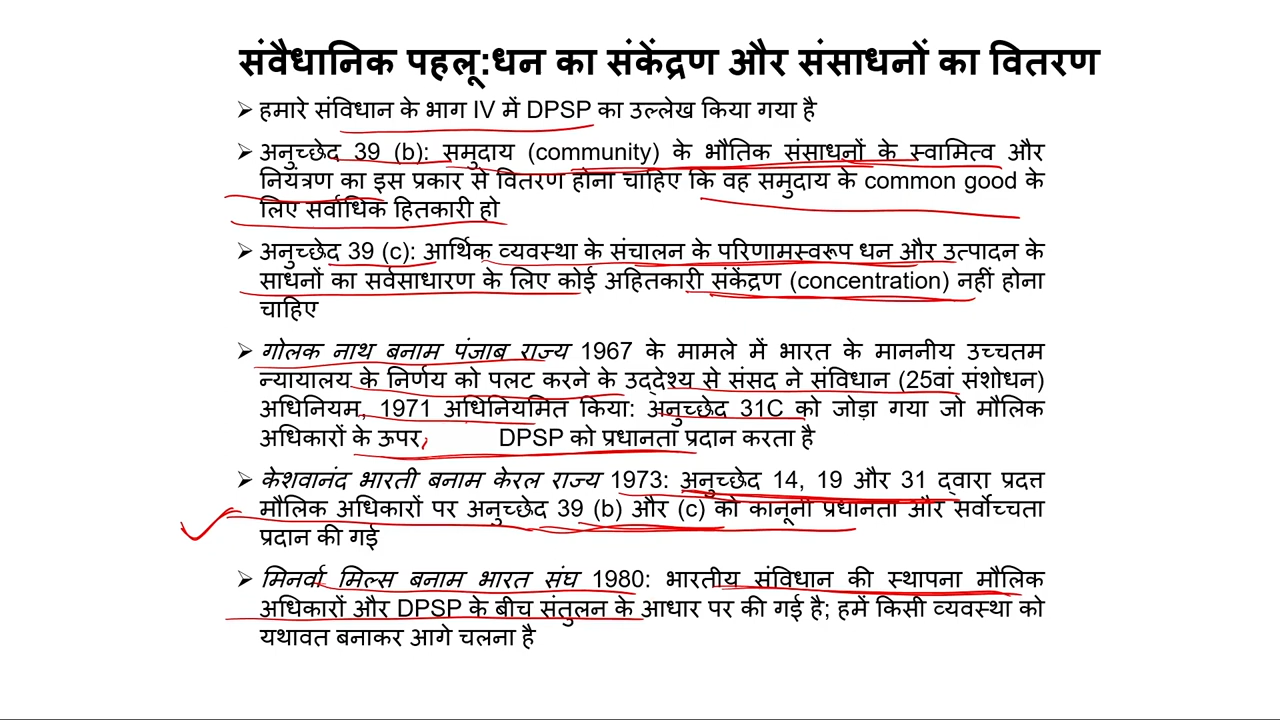 संवैधानिक पहलू:धन का संकेंद्रण और संसाधनों का वितरण
➢ हमारे संविधान के भाग IV में DPSP का उल्लेख किया गया है
➢ अनुच्छेद 39 (b): समुदाय (community) के भौतिक संसाधनों के स्वामित्व और
नियंत्रण का इस प्रकार से वितरण होना चाहिए कि वह समुदाय के common good के
लिए सर्वाधिक हितकारी हो
➢ अनुच्छेद 39 (c): आर्थिक व्यवस्था के संचालन के परिणामस्वरूप धन और उत्पादन के
साधनों का सर्वसाधारण के लिए कोई अहितकारी संकेंद्रण (concentration) नहीं होना
चाहिए
➢ गोलक नाथ बनाम पंजाब राज्य 1967 के मामले में भारत के माननीय उच्चतम
न्यायालय के निर्णय को पलट करने के उद्देश्य से संसद ने संविधान (25वां संशोधन)
अधिनियम, 1971 अधिनियमित किया: अनुच्छेद 31C को जोड़ा गया जो मौलिक
अधिकारों के ऊपर, DPSP को प्रधानता प्रदान करता है
➢ केशवानंद भारती बनाम केरल राज्य 1973: अनुच्छेद 14, 19 और 31 द्वारा प्रदत्त
मौलिक अधिकारों पर अनुच्छेद 39 (b) और (c) को कानूनी प्रधानता और सर्वोच्चता
प्रदान की गई
➢ मिनर्वा मिल्स बनाम भारत संघ 1980: भारतीय संविधान की स्थापना मौलिक
अधिकारों और DPSP के बीच संतुलन के आधार पर की गई है; हमें किसी व्यवस्था को
यथावत बनाकर आगे चलना है